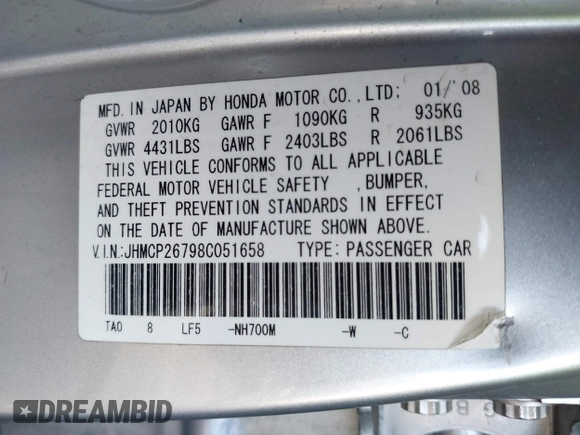 MFD. IN JAPAN BY HONDA MOTOR CO.,LTD; 01/'08
GVWR 2010KG GAWR F 1090KG R 935KG
GVWR 4431LBS GAWR F 2403LBS R 2061LBS
THIS VEHICLE CONFORMS TO ALL APPLICABLE
FEDERAL MOTOR VEHICLE SAFETY ,BUMPER,
AND THEFT PREVENTION STANDARDS IN EFFECT
ON THE DATE OF MANUFACTURE SHOWN ABOVE.
V.I.N.:JHMCP26798C051658 TYPE: PASSENGER CAR
TA0 8 LF5 -NH700M -W -C
DREAMBID